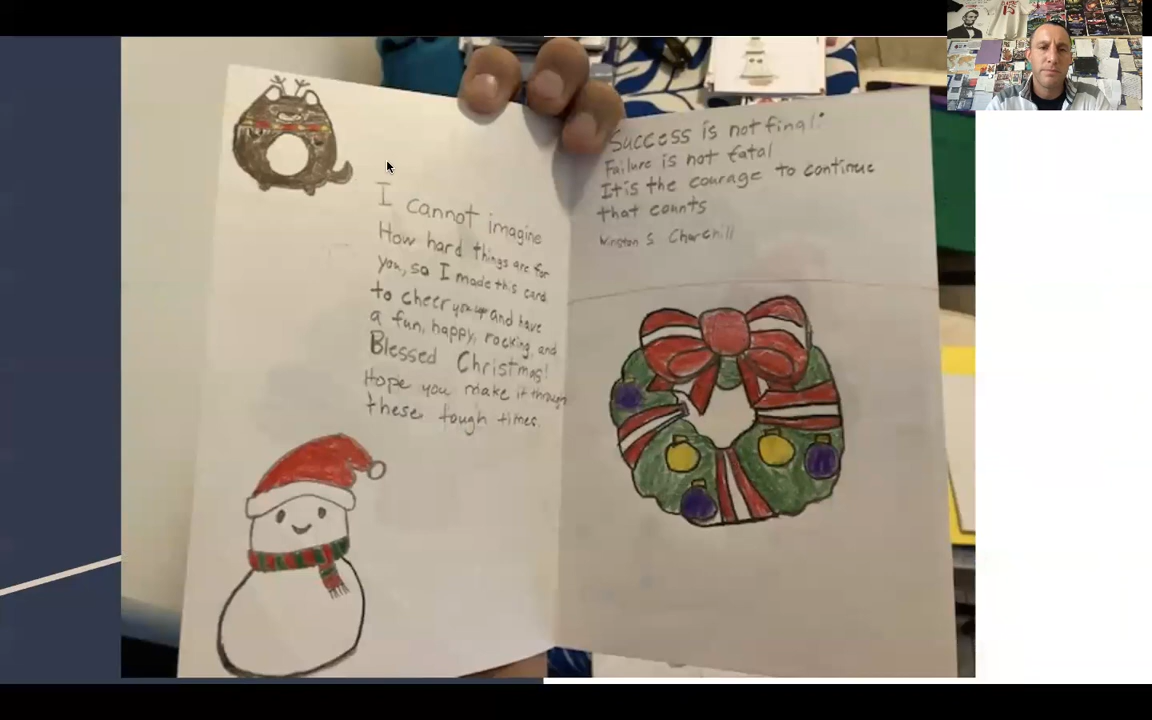 I cannot imagine
How hard things are for
you, so I made this card
to cheer you up and have
a fun, happy, rocking, and
Blessed Christmas!
Hope you make it through
these tough times.
Success is not final:
Failure is not fatal
It is the courage to continue
that counts
Winston S. Churchill